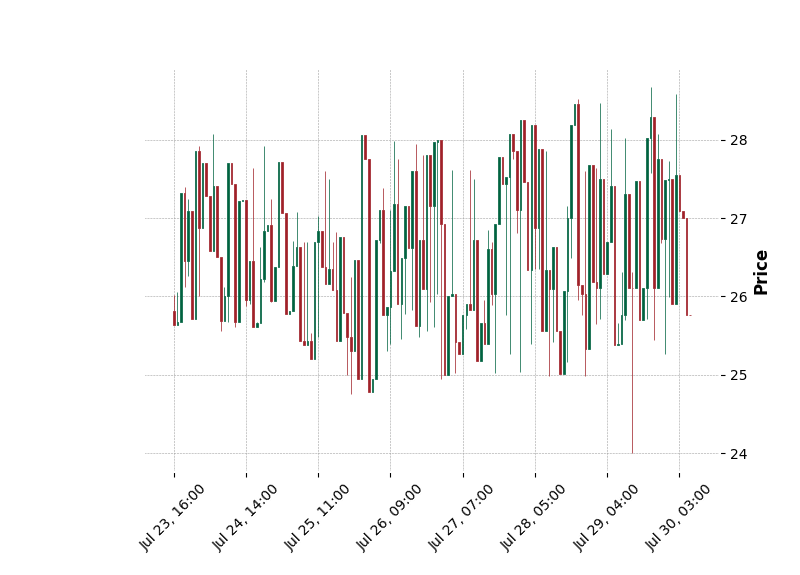 28
27
26
25
24
Price
Jul 23, 16:00
Jul 24, 14:00
Jul 25, 11:00
Jul 26, 09:00
Jul 27, 07:00
Jul 28, 05:00
Jul 29, 04:00
Jul 30, 03:00